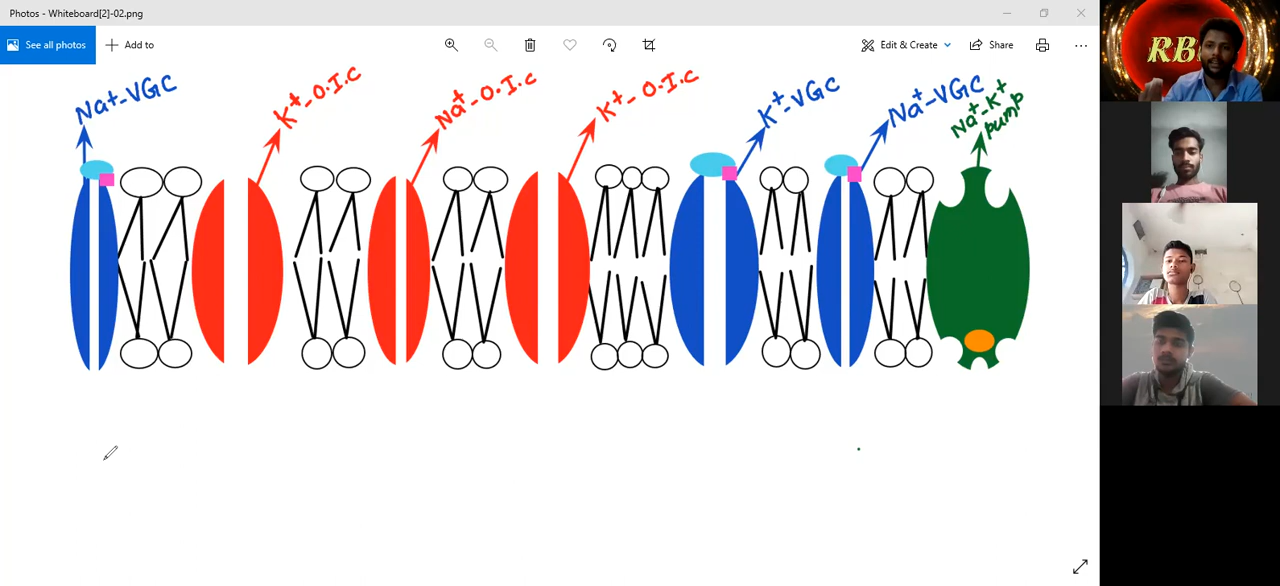 Photos - Whiteboard[2]-02.png
See all photos
Add to
Edit & Create
Share
Na+-VGC
K+-O.I.C
Na+-O.I.C
K+-O.I.C
K+-VGC
Na+-VGC
Na+-K+
pump